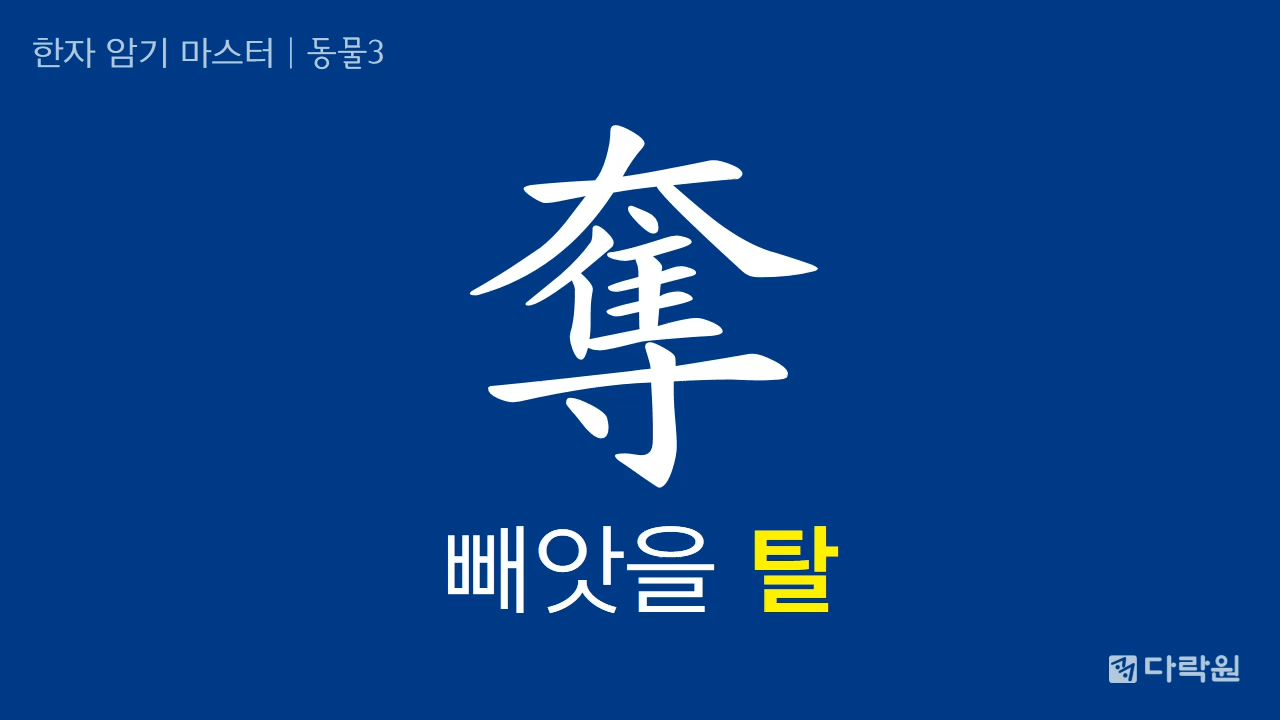 한자 암기 마스터 | 동물3
奪
빼앗을 탈
다락원